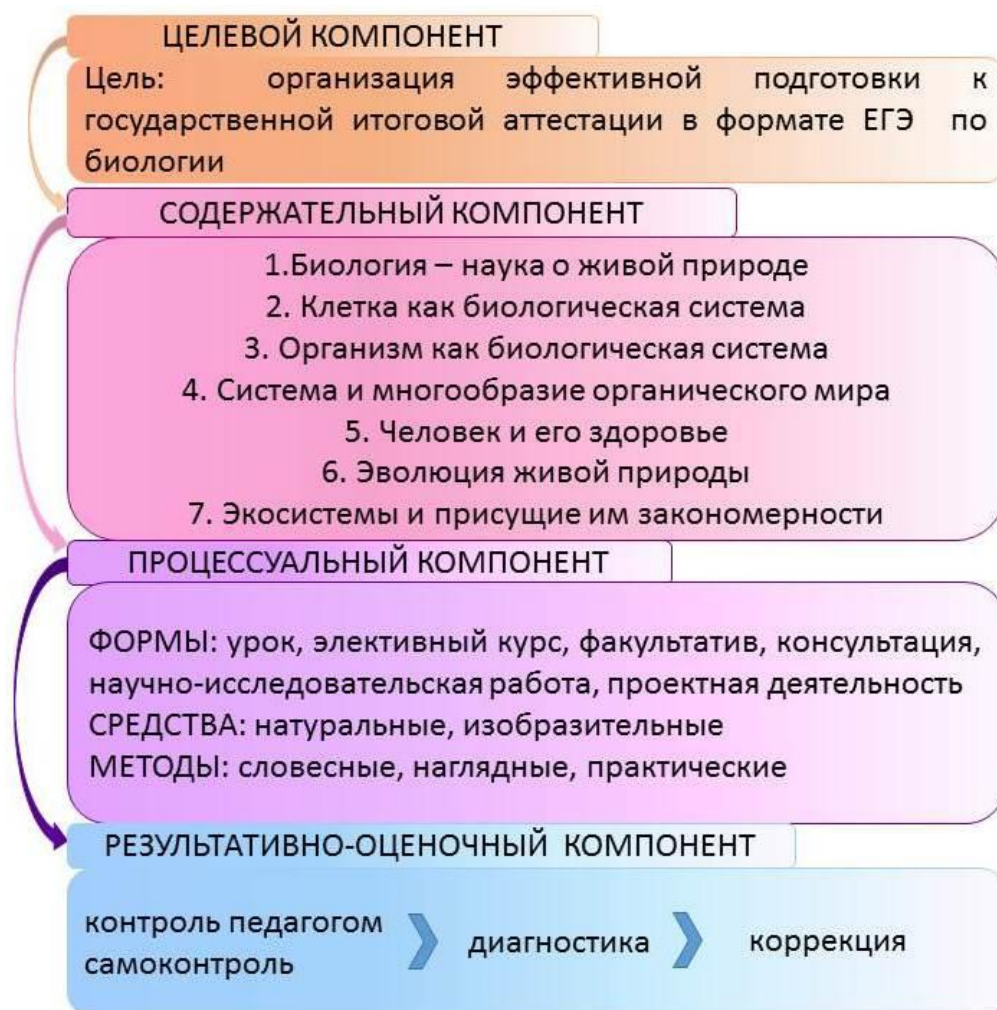 ЦЕЛЕВОЙ КОМПОНЕНТ
Цель: организация эффективной подготовки к
государственной итоговой аттестации в формате ЕГЭ по
биологии
СОДЕРЖАТЕЛЬНЫЙ КОМПОНЕНТ
1.Биология – наука о живой природе
2. Клетка как биологическая система
3. Организм как биологическая система
4. Система и многообразие органического мира
5. Человек и его здоровье
6. Эволюция живой природы
7. Экосистемы и присущие им закономерности
ПРОЦЕССУАЛЬНЫЙ КОМПОНЕНТ
ФОРМЫ: урок, элективный курс, факультатив, консультация,
научно-исследовательская работа, проектная деятельность
СРЕДСТВА: натуральные, изобразительные
МЕТОДЫ: словесные, наглядные, практические
РЕЗУЛЬТАТИВНО-ОЦЕНОЧНЫЙ КОМПОНЕНТ
контроль педагогом
самоконтроль
диагностика
коррекция